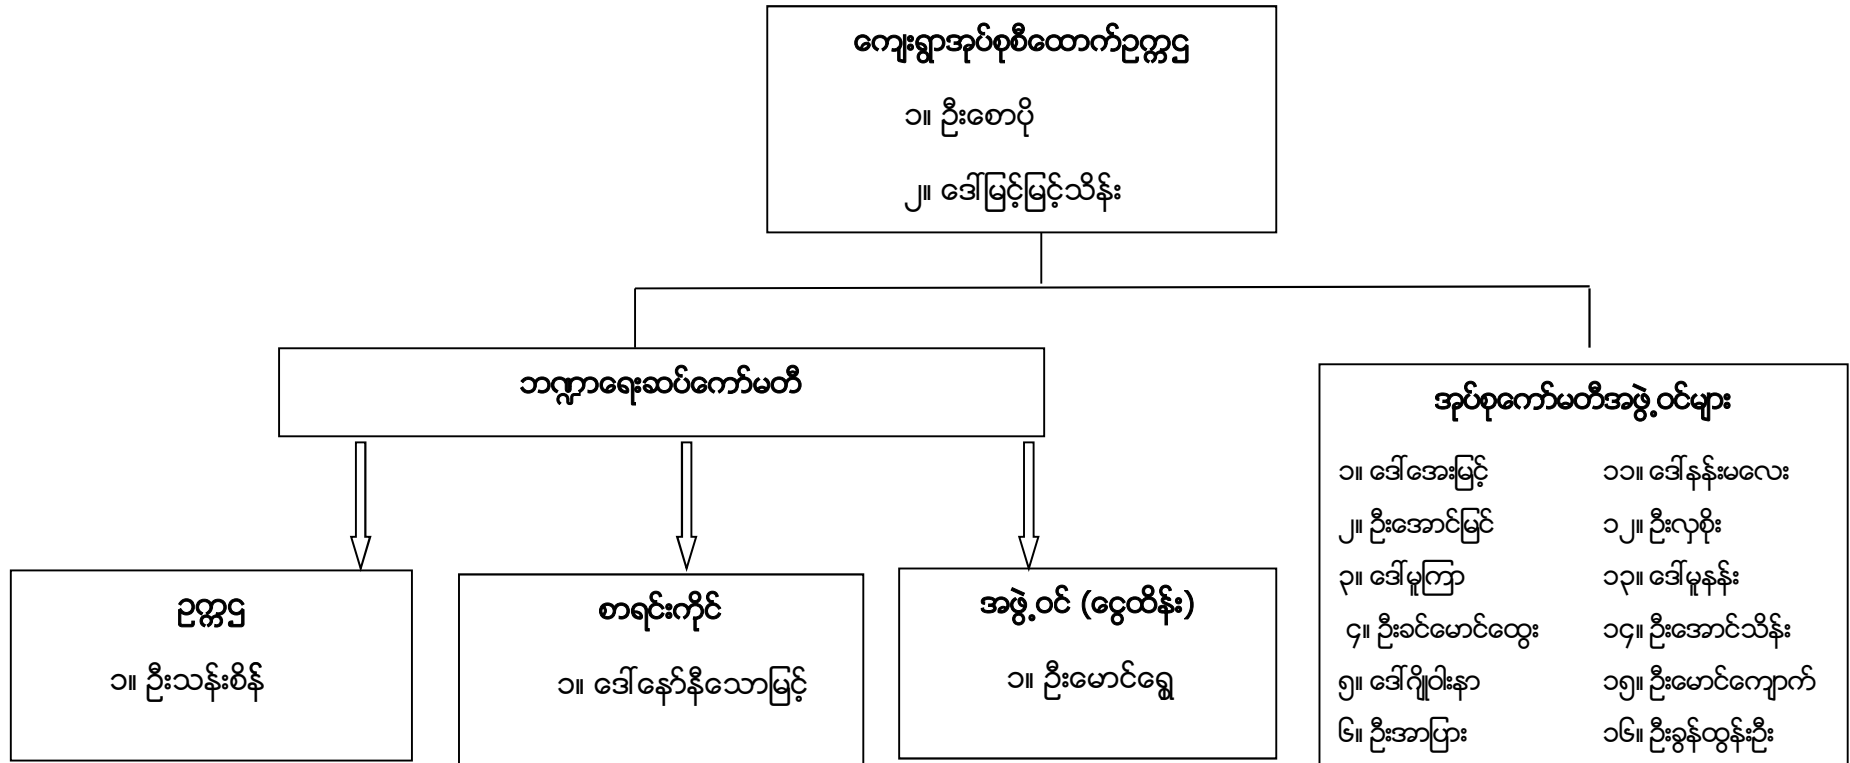 ကျေးရွာအုပ်စုစီထောက်ဥက္ကဌ
၁။ ဦးစောပို
၂။ ဒေါ်မြင့်မြင့်သိန်း
ဘဏ္ဍာရေးဆပ်ကော်မတီ
ဥက္ကဌ
၁။ ဦးသန်းစိန်
စာရင်းကိုင်
၁။ ဒေါ်နော်နီသောမြင့်
အဖွဲ့ဝင် (ငွေထိန်း)
၁။ ဦးမောင်ရွှေ
အုပ်စုကော်မတီအဖွဲ့ဝင်များ
၁။ ဒေါ်အေးမြင့်
၂။ ဦးအောင်မြင်
၃။ ဒေါ်မူကြာ
၄။ ဦးခင်မောင်ထွေး
၅။ ဒေါ်ဂျိုဝါးနာ
၆။ ဦးအာပြား
၁၁။ ဒေါ်နန်းမလေး
၁၂။ ဦးလှစိုး
၁၃။ ဒေါ်မူနန်း
၁၄။ ဦးအောင်သိန်း
၁၅။ ဦးမောင်ကျောက်
၁၆။ ဦးခွန်ထွန်းဦး